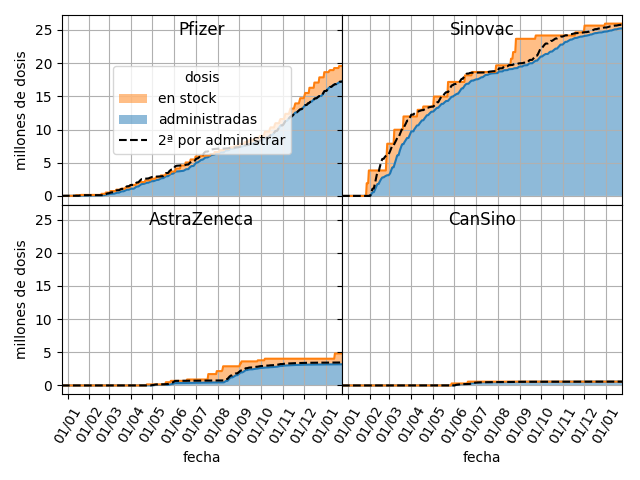 Pfizer
Sinovac
millones de dosis
25
20
15
10
5
0
dosis
en stock
administradas
2ª por administrar
AstraZeneca
CanSino
millones de dosis
25
20
15
10
5
0
01/01 01/02 01/03 01/04 01/05 01/06 01/07 01/08 01/09 01/10 01/11 01/12 01/01
01/01 01/02 01/03 01/04 01/05 01/06 01/07 01/08 01/09 01/10 01/11 01/12 01/01
fecha
fecha